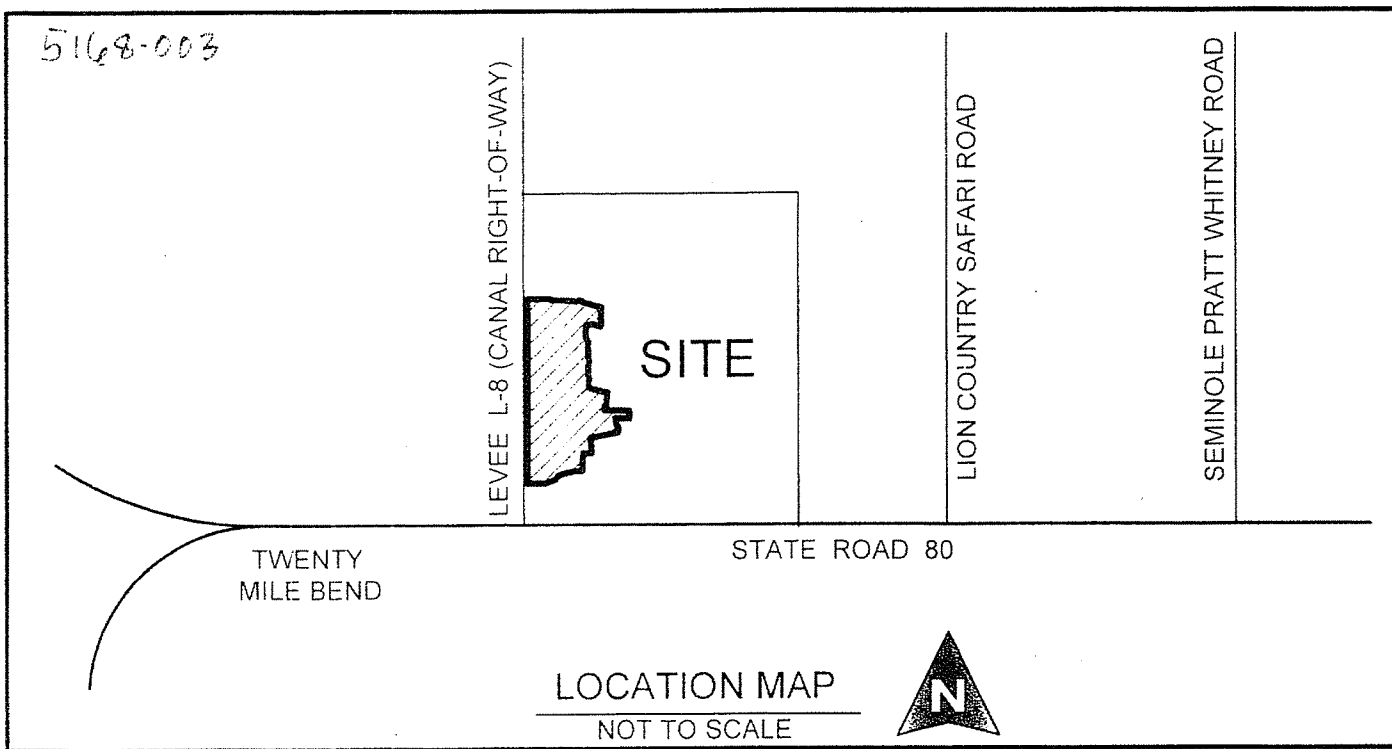 5168-003
LEVEE L-8 (CANAL RIGHT-OF-WAY)
SITE
LION COUNTRY SAFARI ROAD
SEMINOLE PRATT WHITNEY ROAD
TWENTY
MILE BEND
STATE ROAD 80
LOCATION MAP
NOT TO SCALE
N